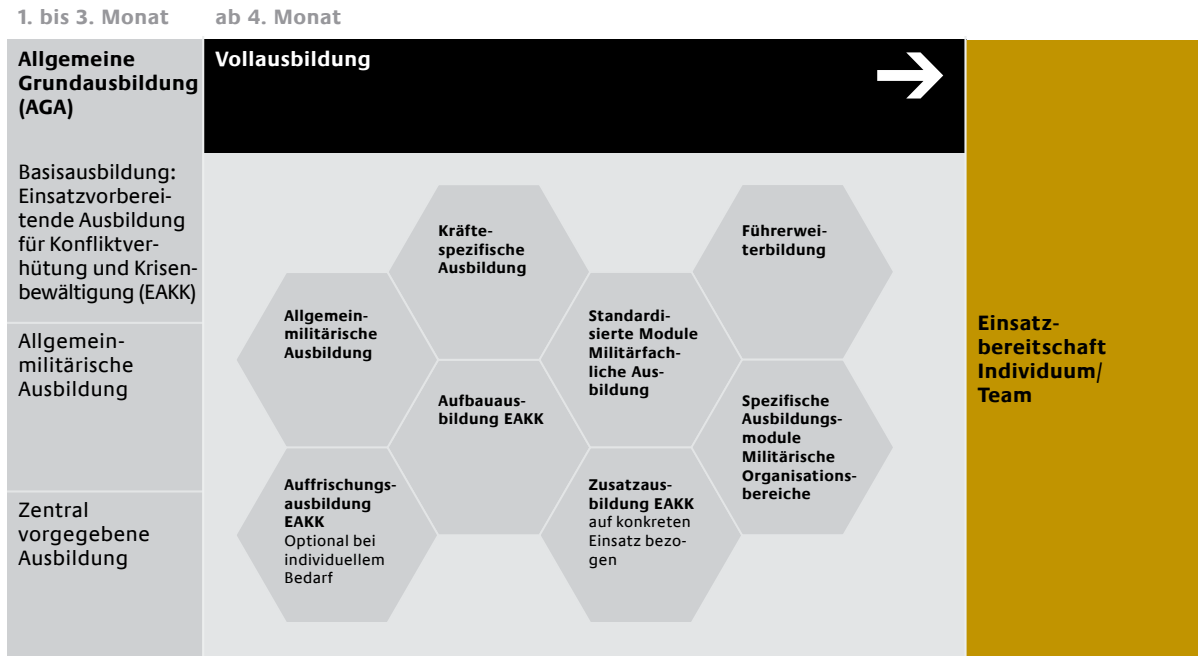 1. bis 3. Monat
ab 4. Monat
Allgemeine
Grundausbildung
(AGA)
Basisausbildung:
Einsatzvorberei-
tende Ausbildung
für Konfliktver-
hütung und Krisen-
bewältigung (EAKK)
Allgemein-
militärische
Ausbildung
Zentral
vorgegebene
Ausbildung
Vollausbildung
Kräfte-
spezifische
Ausbildung
Führerwei-
terbildung
Allgemein-
militärische
Ausbildung
Standardi-
sierte Module
Militärfach-
liche Aus-
bildung
Aufbauaus-
bildung EAKK
Spezifische
Ausbildungs-
module
Militärische
Organisations-
bereiche
Auffrischungs-
ausbildung
EAKK
Optional bei
individuellem
Bedarf
Zusatzaus-
bildung EAKK
auf konkreten
Einsatz bezo-
gen
Einsatz-
bereitschaft
Individuum/
Team